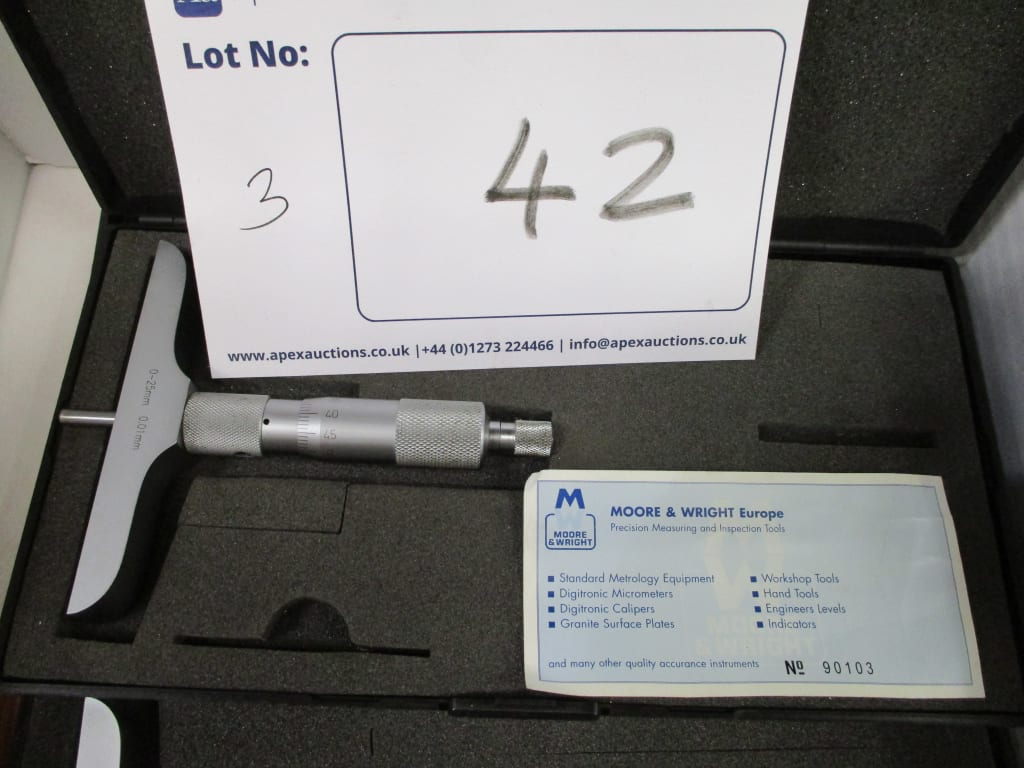 Lot No:
42
3
www.apexauctions.co.uk |+44 (0)1273 224466 | info@apexauctions.co.uk
0-25mm 0.01mm
40
45
M
MOORE
&WRIGHT
MOORE & WRIGHT Europe
Precision Measuring and Inspection Tools
■ Standard Metrology Equipment
■ Digitronic Micrometers
■ Digitronic Calipers
■ Granite Surface Plates
■ Workshop Tools
■ Hand Tools
■ Engineers Levels
■ Indicators
MOORE
& WRIGHT
and many other quality accurance instruments Nº 90103